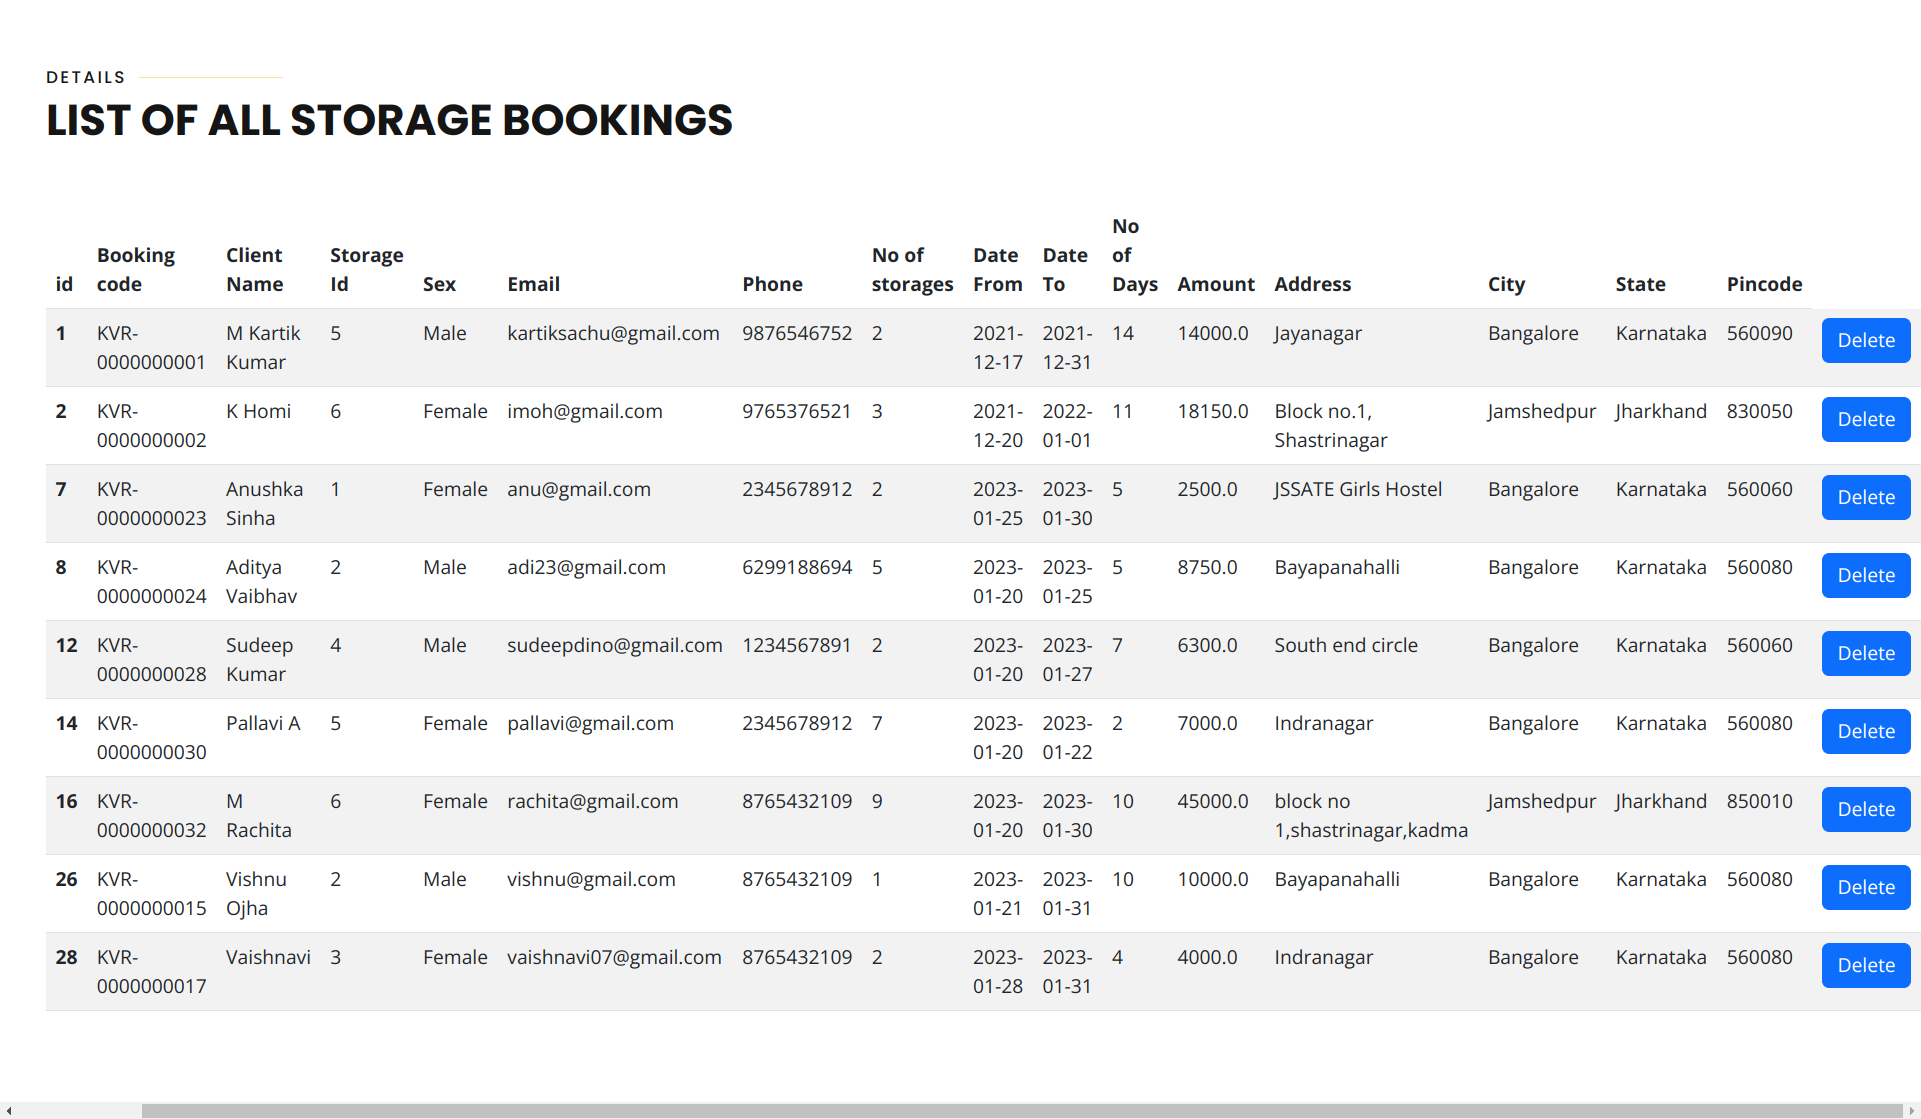 DETAILS
LIST OF ALL STORAGE BOOKINGS
id Booking code Client Name Storage Id Sex Email Phone No of storages Date From Date To No of Days Amount Address City State Pincode
1 KVR-0000000001 M Kartik Kumar 5 Male kartiksachu@gmail.com 9876546752 2 2021-12-17 2021-12-31 14 14000.0 Jayanagar Bangalore Karnataka 560090 Delete
2 KVR-0000000002 K Homi 6 Female imoh@gmail.com 9765376521 3 2021-12-20 2022-01-01 11 18150.0 Block no.1, Shastrinagar Jamshedpur Jharkhand 830050 Delete
7 KVR-0000000023 Anushka Sinha 1 Female anu@gmail.com 2345678912 2 2023-01-25 2023-01-30 5 2500.0 JSSATE Girls Hostel Bangalore Karnataka 560060 Delete
8 KVR-0000000024 Aditya Vaibhav 2 Male adi23@gmail.com 6299188694 5 2023-01-20 2023-01-25 5 8750.0 Bayapanahalli Bangalore Karnataka 560080 Delete
12 KVR-0000000028 Sudeep Kumar 4 Male sudeepdino@gmail.com 1234567891 2 2023-01-20 2023-01-27 7 6300.0 South end circle Bangalore Karnataka 560060 Delete
14 KVR-0000000030 Pallavi A 5 Female pallavi@gmail.com 2345678912 7 2023-01-20 2023-01-22 2 7000.0 Indranagar Bangalore Karnataka 560080 Delete
16 KVR-0000000032 M Rachita 6 Female rachita@gmail.com 8765432109 9 2023-01-20 2023-01-30 10 45000.0 block no 1,shastrinagar,kadma Jamshedpur Jharkhand 850010 Delete
26 KVR-0000000015 Vishnu Ojha 2 Male vishnu@gmail.com 8765432109 1 2023-01-21 2023-01-31 10 10000.0 Bayapanahalli Bangalore Karnataka 560080 Delete
28 KVR-0000000017 Vaishnavi 3 Female vaishnavi07@gmail.com 8765432109 2 2023-01-28 2023-01-31 4 4000.0 Indranagar Bangalore Karnataka 560080 Delete